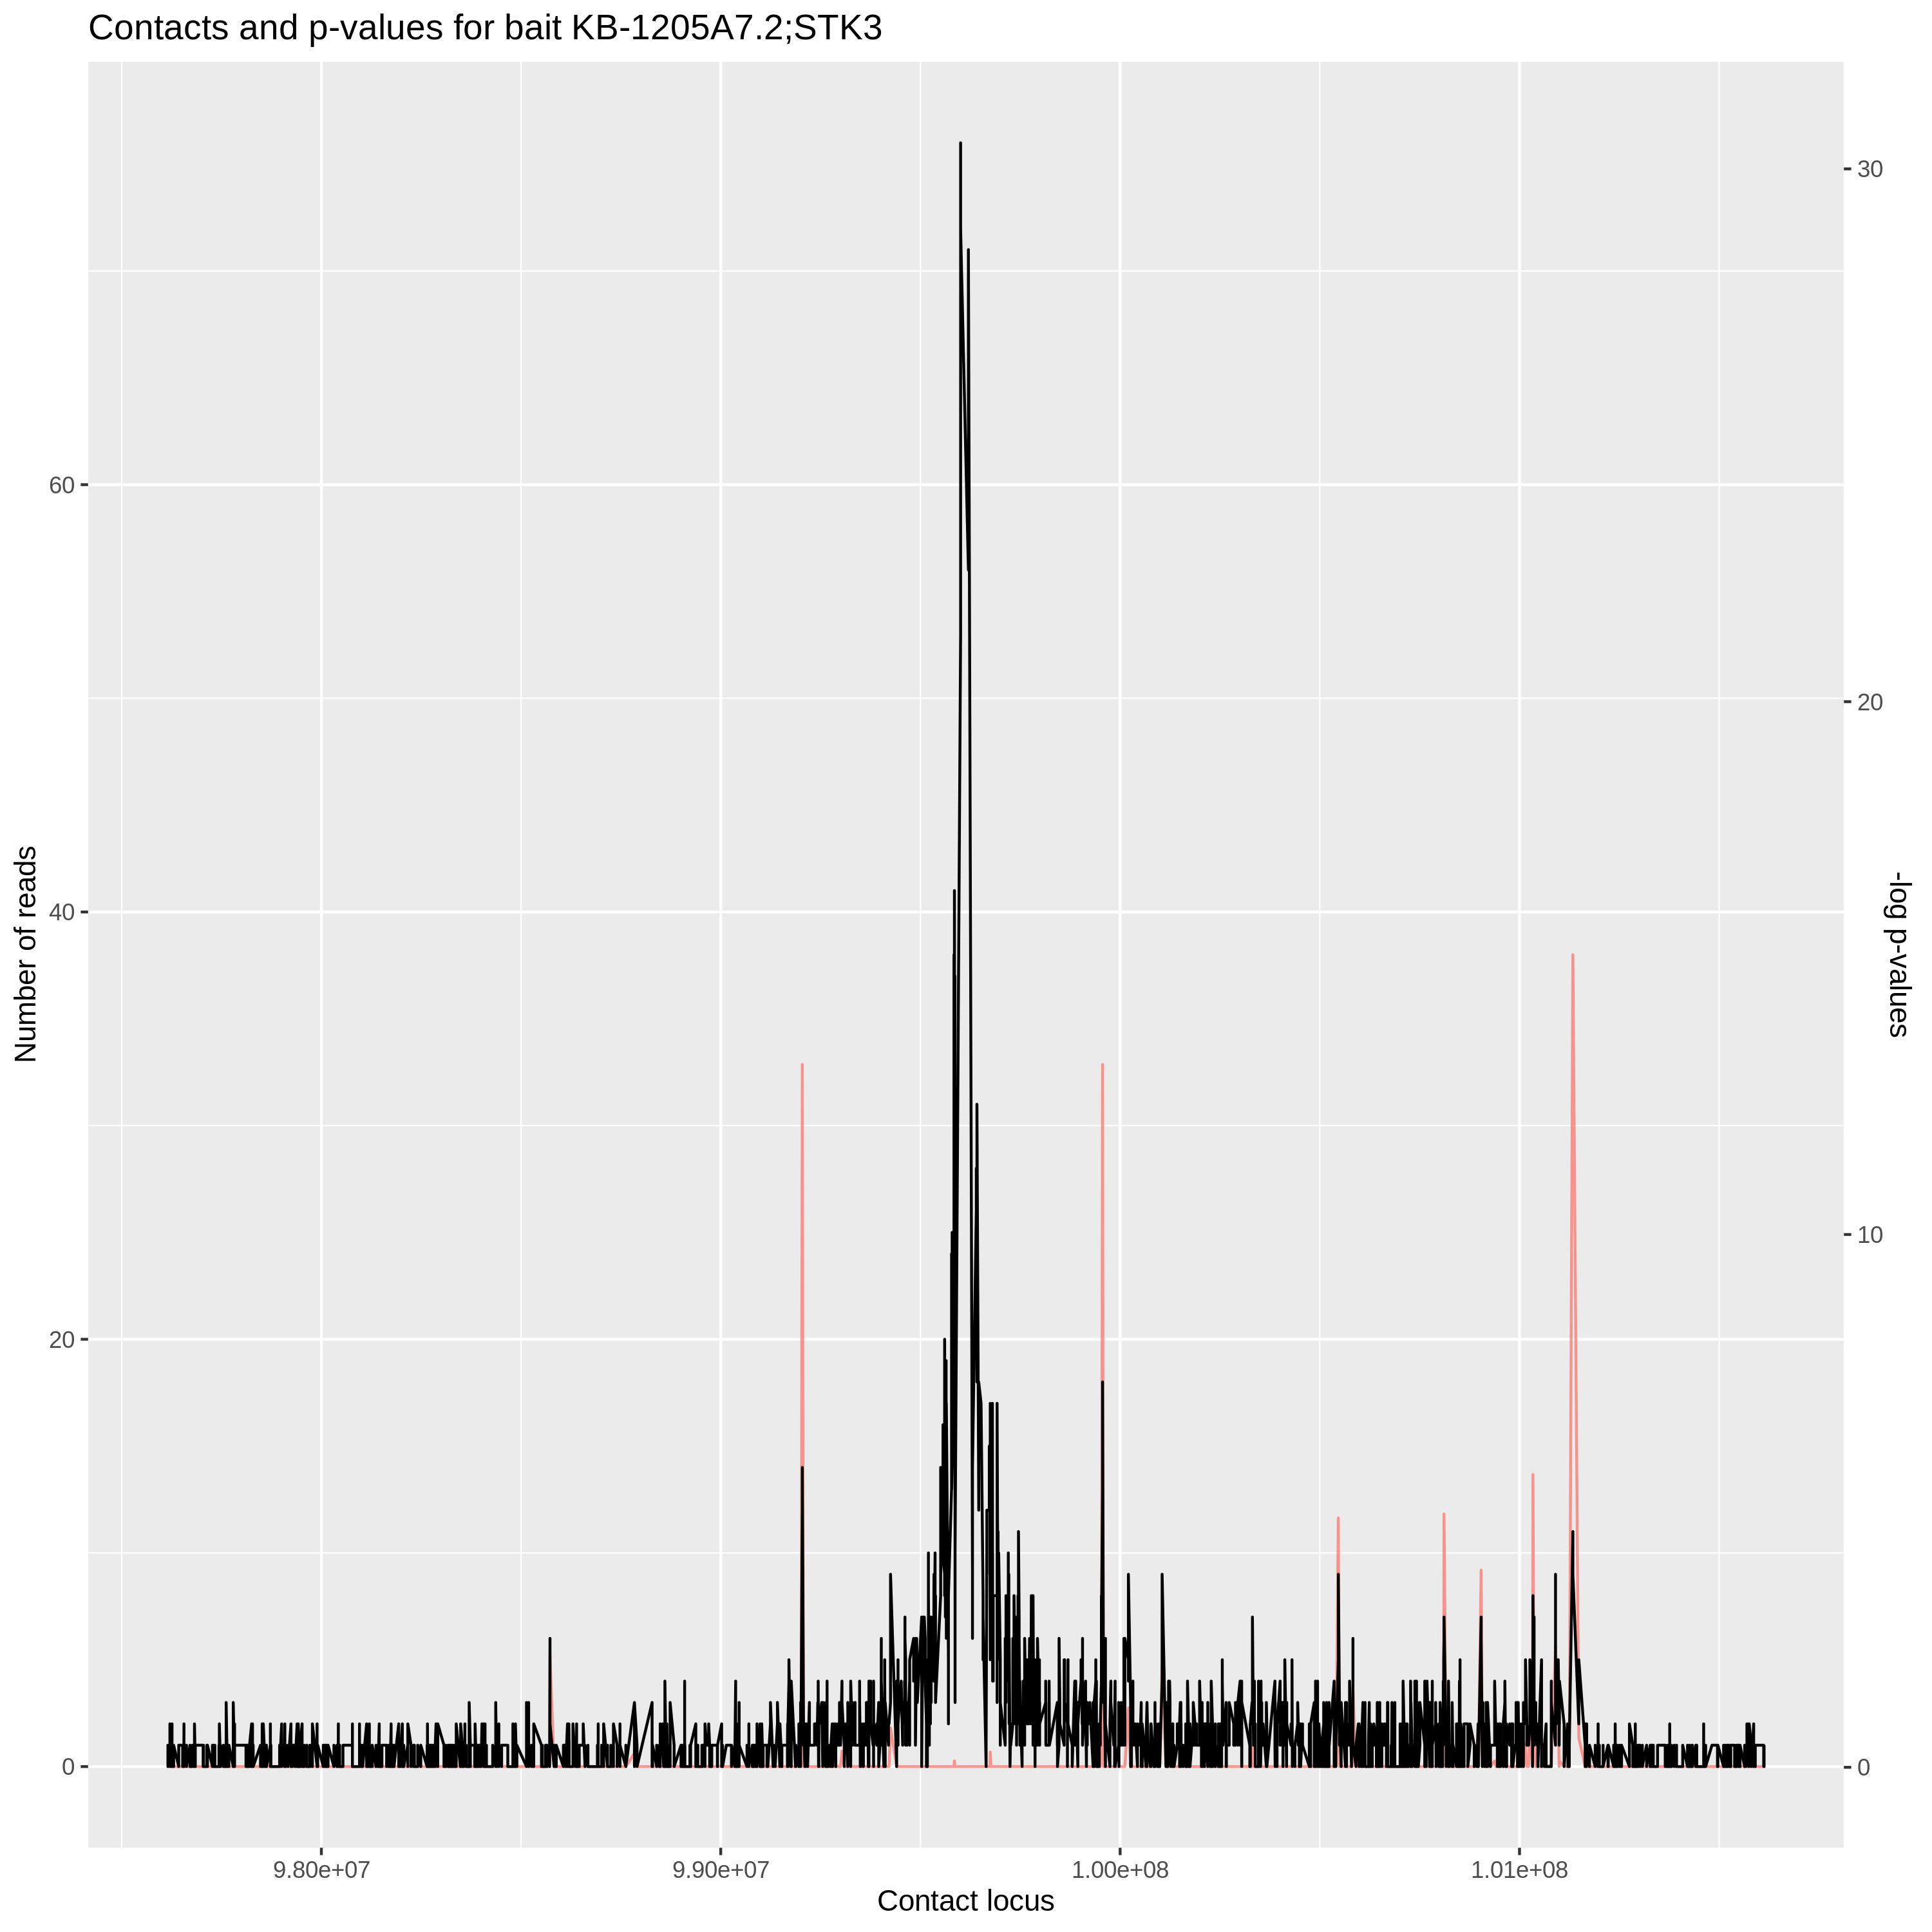 Contacts and p-values for bait KB-1205A7.2;STK3
Number of reads
60
40
20
0
30
20
10
0
-log p-values
9.80e+07
9.90e+07
1.00e+08
1.01e+08
Contact locus